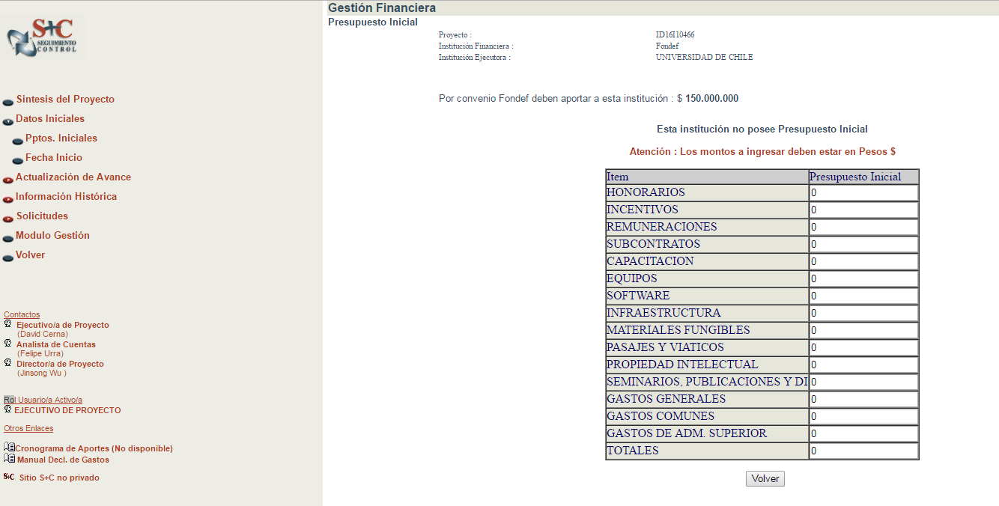 S+C
SEGUIMIENTO
CONTROL
Sintesis del Proyecto
Datos Iniciales
Pptos. Iniciales
Fecha Inicio
Actualización de Avance
Información Histórica
Solicitudes
Modulo Gestión
Volver
Contactos
Ejecutivo/a de Proyecto
(David Cerna)
Analista de Cuentas
(Felipe Urra)
Director/a de Proyecto
(Jinsong Wu )
Rol Usuario/a Activo/a
EJECUTIVO DE PROYECTO
Otros Enlaces
Cronograma de Aportes (No disponible)
Manual Decl. de Gastos
S+C Sitio S+C no privado
Gestión Financiera
Presupuesto Inicial
Proyecto : ID16I10466
Institución Financiera : Fondef
Institución Ejecutora : UNIVERSIDAD DE CHILE
Por convenio Fondef deben aportar a esta institución : $ 150.000.000
Esta institución no posee Presupuesto Inicial
Atención : Los montos a ingresar deben estar en Pesos $
Item Presupuesto Inicial
HONORARIOS 0
INCENTIVOS 0
REMUNERACIONES 0
SUBCONTRATOS 0
CAPACITACION 0
EQUIPOS 0
SOFTWARE 0
INFRAESTRUCTURA 0
MATERIALES FUNGIBLES 0
PASAJES Y VIATICOS 0
PROPIEDAD INTELECTUAL 0
SEMINARIOS, PUBLICACIONES Y DI 0
GASTOS GENERALES 0
GASTOS COMUNES 0
GASTOS DE ADM. SUPERIOR 0
TOTALES 0
Volver